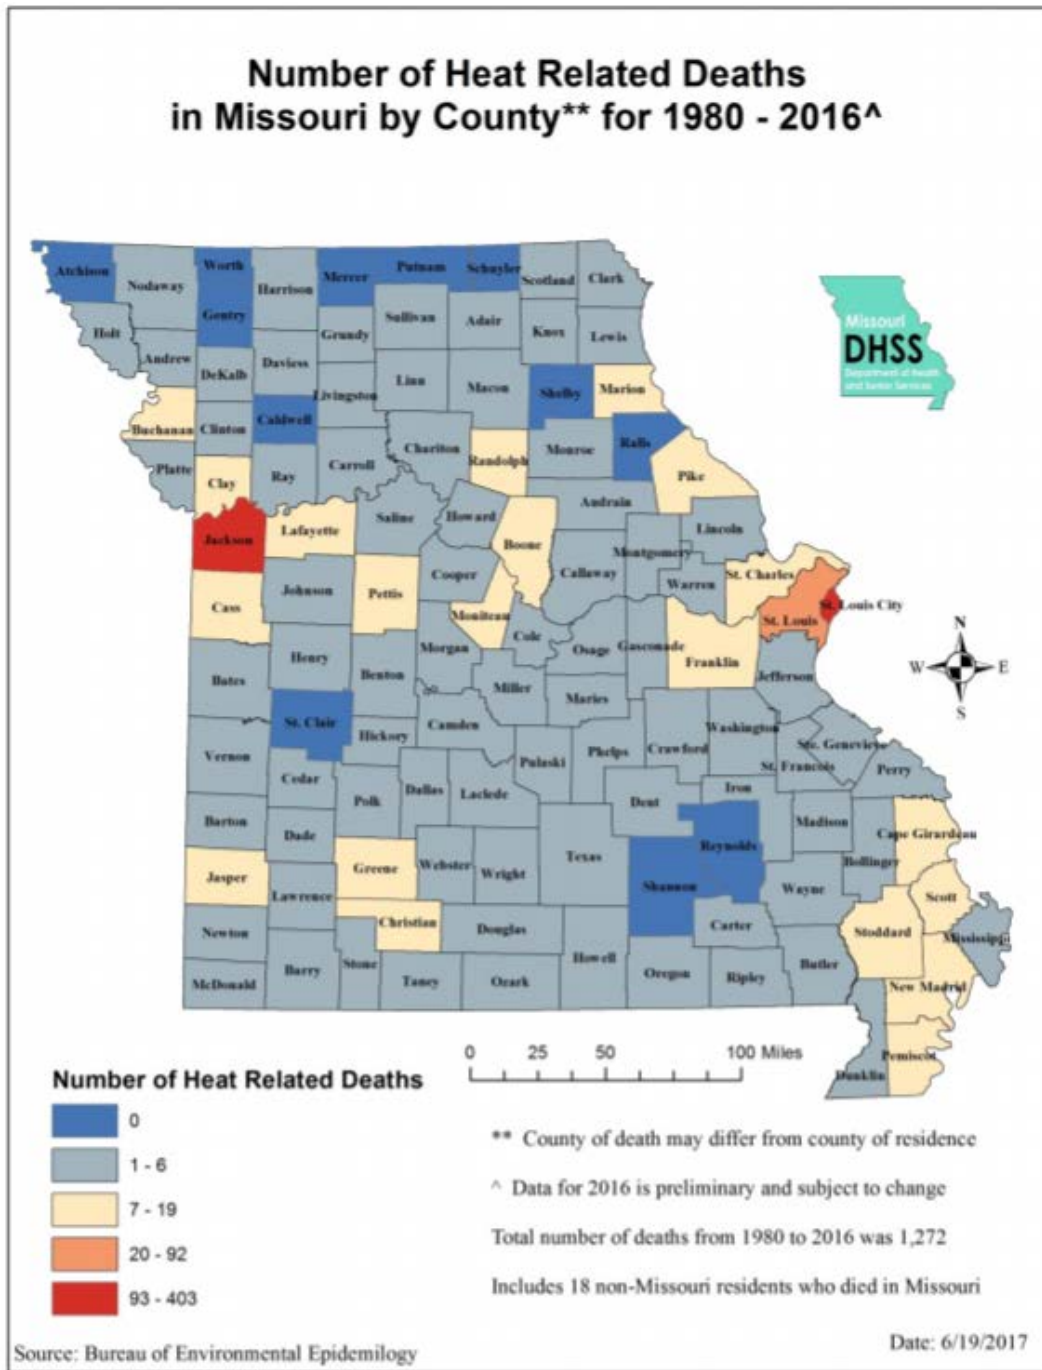 Number of Heat Related Deaths
in Missouri by County** for 1980 - 2016^
Atchison
Nodaway
Worth
Gentry
Harrison
Mercer
Putnam
Schuyler
Scotland
Clark
Holt
Andrew
DeKalb
Daviess
Grundy
Sullivan
Adair
Knox
Lewis
Missouri
DHSS
Department of Health
and Senior Services
Buchanan
Clinton
Caldwell
Livingston
Linn
Macon
Shelby
Marion
Platte
Clay
Ray
Carroll
Chariton
Randolph
Monroe
Ralls
Pike
Jackson
Lafayette
Saline
Howard
Boone
Audrain
Lincoln
Cass
Johnson
Pettis
Cooper
Moniteau
Callaway
Montgomery
Warren
St. Charles
St. Louis
St. Louis City
Bates
Henry
Benton
Morgan
Cole
Miller
Osage
Maries
Gasconade
Franklin
Jefferson
N
W
E
S
Vernon
St. Clair
Hickory
Camden
Pulaski
Phelps
Crawford
Washington
Ste. Genevieve
St. Francois
Perry
Barton
Cedar
Dade
Polk
Dallas
Laclede
Dent
Iron
Madison
Bollinger
Cape Girardeau
Jasper
Lawrence
Greene
Webster
Wright
Texas
Shannon
Reynolds
Wayne
Scott
Newton
Christian
Douglas
Howell
Carter
Butler
Stoddard
Mississippi
McDonald
Barry
Stone
Taney
Ozark
Oregon
Ripley
New Madrid
Dunklin
Pemiscot
0 25 50 100 Miles
Number of Heat Related Deaths
0
1 - 6
7 - 19
20 - 92
93 - 403
** County of death may differ from county of residence
^ Data for 2016 is preliminary and subject to change
Total number of deaths from 1980 to 2016 was 1,272
Includes 18 non-Missouri residents who died in Missouri
Source: Bureau of Environmental Epidemilogy
Date: 6/19/2017